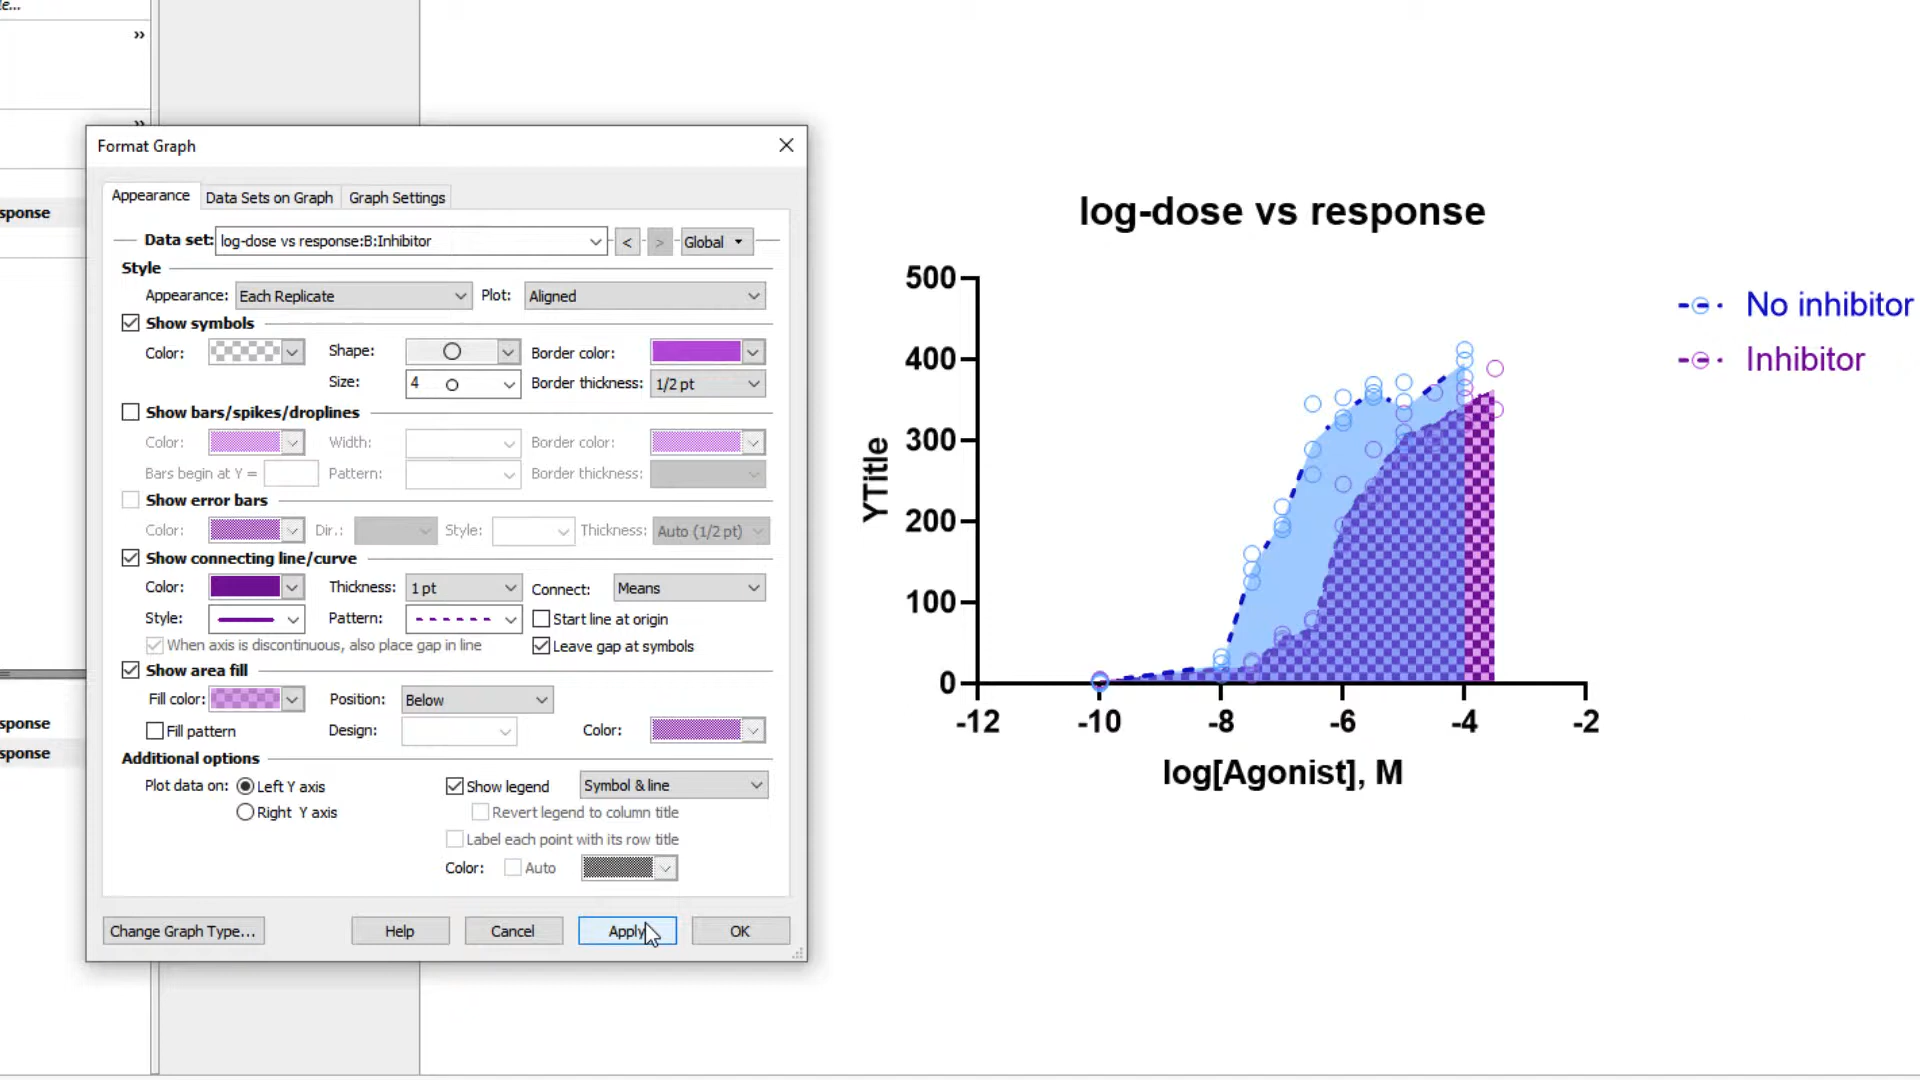 le...
»
»
sponse
sponse
sponse
Format Graph
Appearance
Data Sets on Graph
Graph Settings
Data set: log-dose vs response:B:Inhibitor < > Global
Style
Appearance: Each Replicate Plot: Aligned
Show symbols
Color: Shape: Border color:
Size: 4 Border thickness: 1/2 pt
Show bars/spikes/droplines
Color: Width: Border color:
Bars begin at Y = Pattern: Border thickness:
Show error bars
Color: Dir.: Style: Thickness: Auto (1/2 pt)
Show connecting line/curve
Color: Thickness: 1 pt Connect: Means
Style: Pattern: Start line at origin
When axis is discontinuous, also place gap in line Leave gap at symbols
Show area fill
Fill color: Position: Below
Fill pattern Design: Color:
Additional options
Plot data on: Left Y axis Show legend Symbol & line
Right Y axis Revert legend to column title
Label each point with its row title
Color: Auto
Change Graph Type... Help Cancel Apply OK
log-dose vs response
No inhibitor
Inhibitor
YTitle
500
400
300
200
100
0
-12 -10 -8 -6 -4 -2
log[Agonist], M